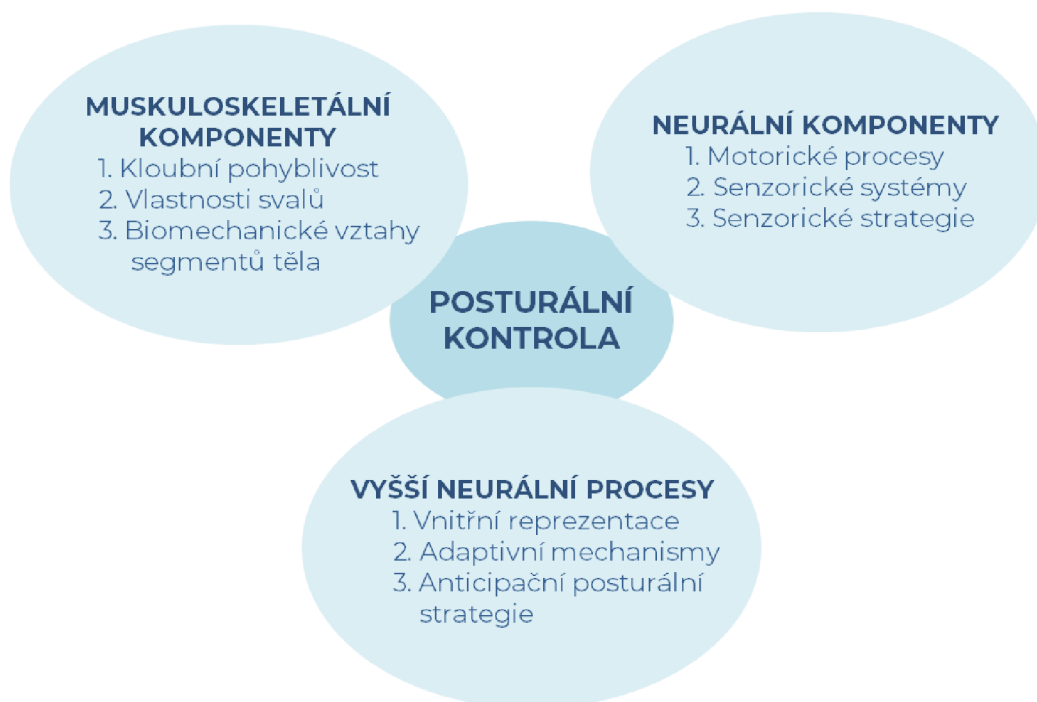 MUSKULOSKELETÁLNÍ
KOMPONENTY
1. Kloubní pohyblivost
2. Vlastnosti svalů
3. Biomechanické vztahy
segmentů těla
NEURÁLNÍ KOMPONENTY
1. Motorické procesy
2. Senzorické systémy
3. Senzorické strategie
POSTURÁLNÍ
KONTROLA
VYŠŠÍ NEURÁLNÍ PROCESY
1. Vnitřní reprezentace
2. Adaptivní mechanismy
3. Anticipační posturální
strategie